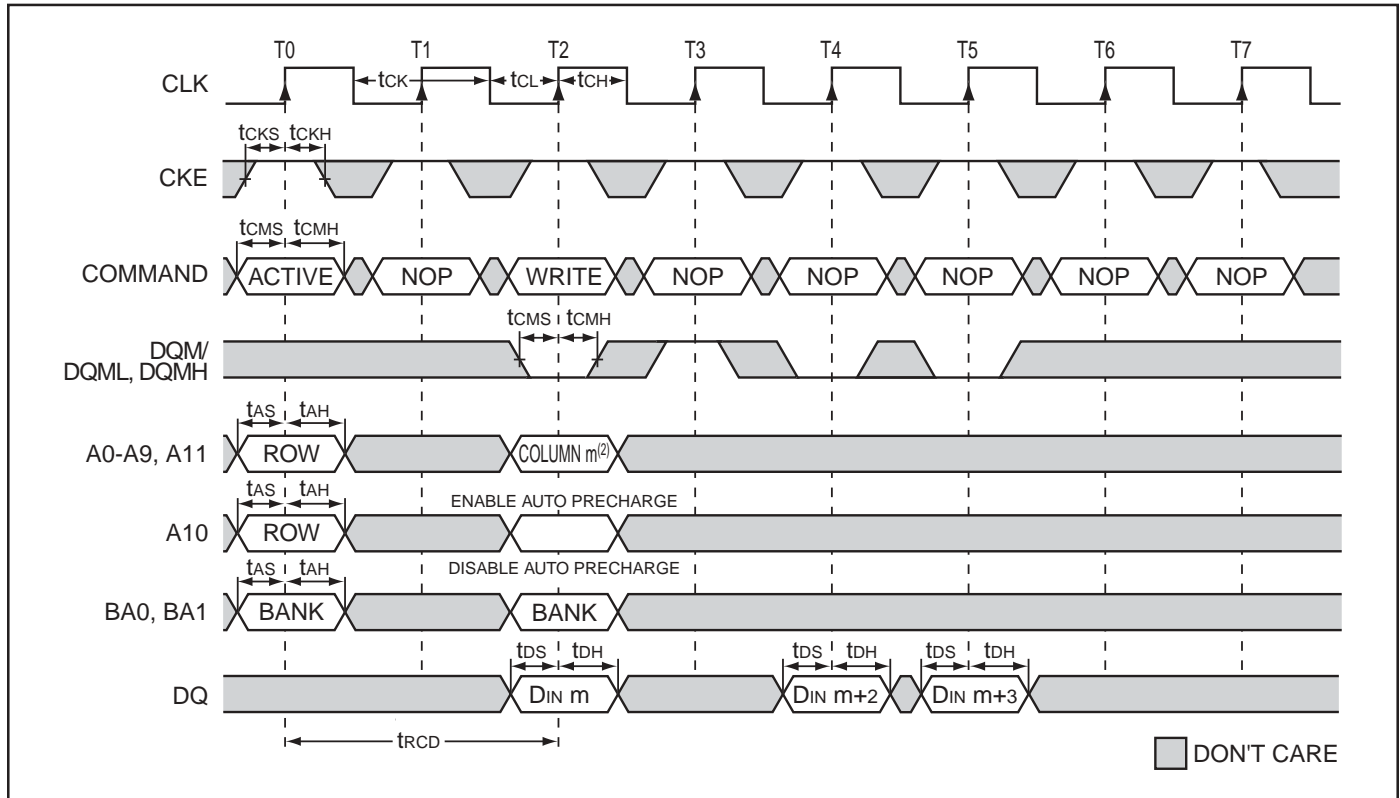 T0 T1 T2 T3 T4 T5 T6 T7
CLK
tCK tCL tCH
tCKS tCKH
CKE
tCMS tCMH
COMMAND ACTIVE NOP WRITE NOP NOP NOP NOP NOP
tCMS tCMH
DQM/
DQML, DQMH
tAS tAH
A0-A9, A11 ROW COLUMN m(2)
tAS tAH ENABLE AUTO PRECHARGE
A10 ROW
tAS tAH DISABLE AUTO PRECHARGE
BA0, BA1 BANK BANK
tDS tDH tDS tDH tDS tDH
DQ DIN m DIN m+2 DIN m+3
tRCD
DON'T CARE